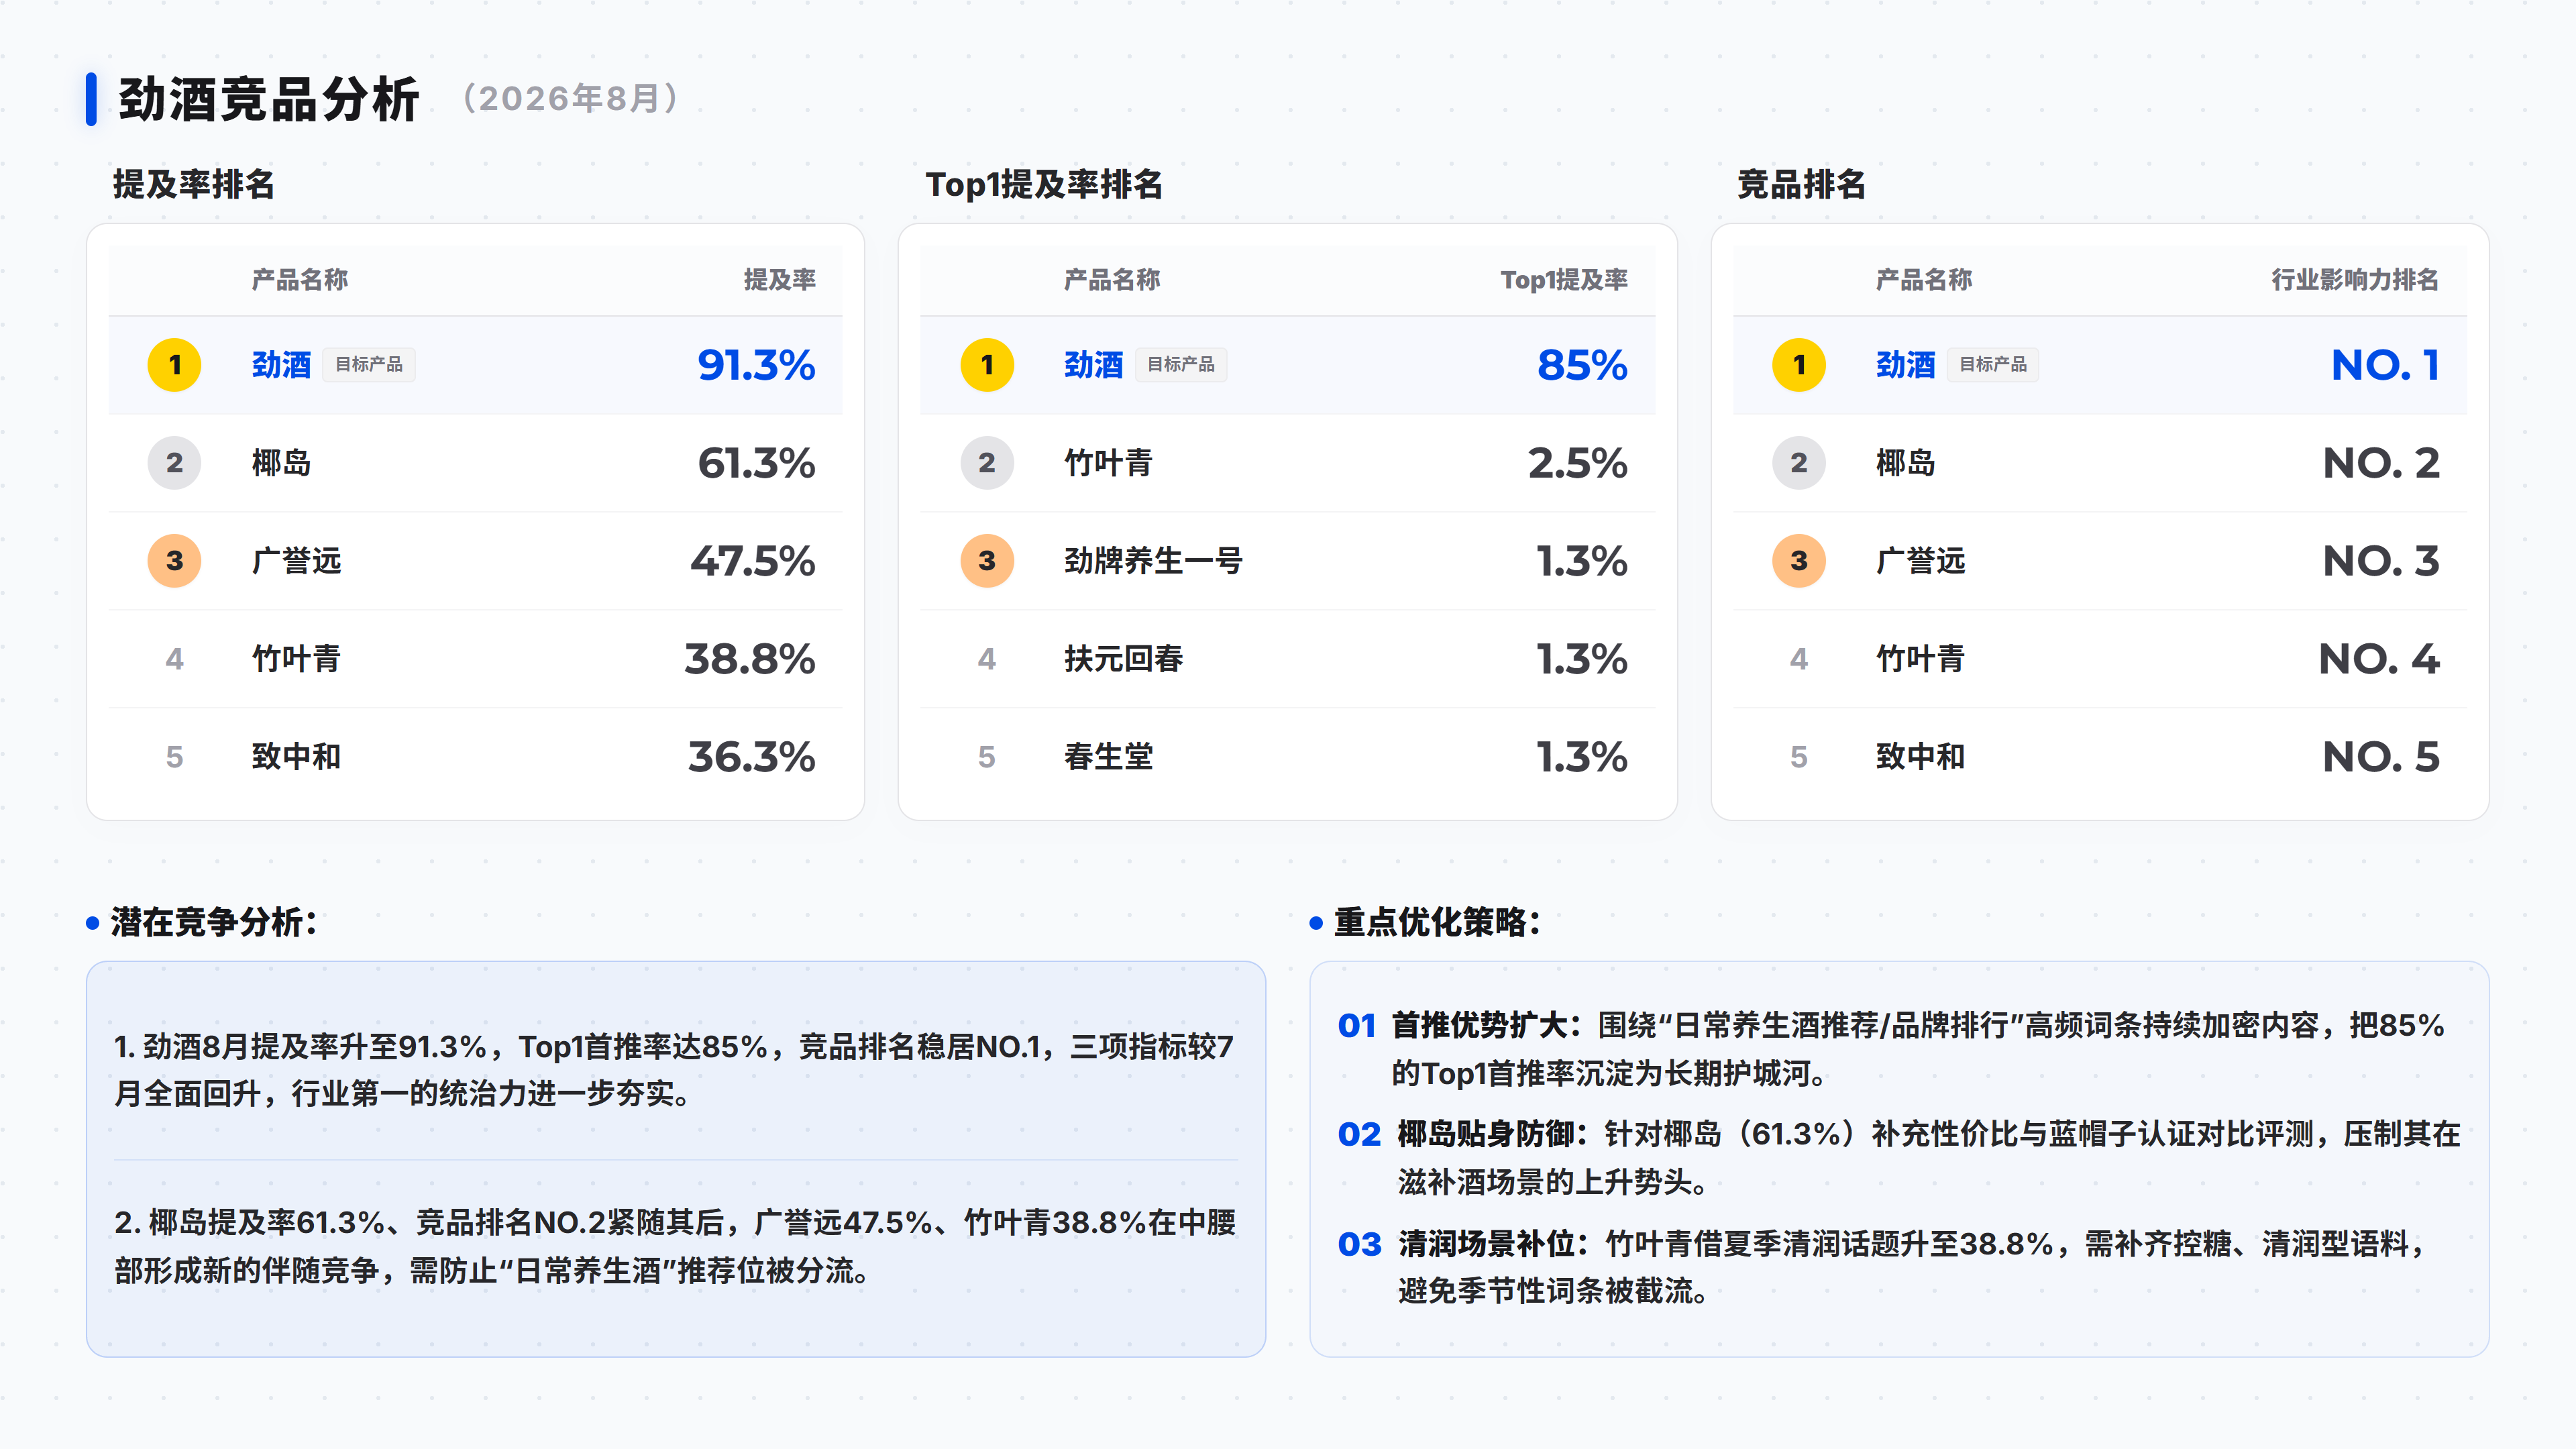 劲酒竞品分析 （2026年8月）
提及率排名
产品名称 提及率
1 劲酒 目标产品 91.3%
2 椰岛 61.3%
3 广誉远 47.5%
4 竹叶青 38.8%
5 致中和 36.3%
Top1提及率排名
产品名称 Top1提及率
1 劲酒 目标产品 85%
2 竹叶青 2.5%
3 劲牌养生一号 1.3%
4 扶元回春 1.3%
5 春生堂 1.3%
竞品排名
产品名称 行业影响力排名
1 劲酒 目标产品 NO. 1
2 椰岛 NO. 2
3 广誉远 NO. 3
4 竹叶青 NO. 4
5 致中和 NO. 5
潜在竞争分析：
1. 劲酒8月提及率升至91.3%，Top1首推率达85%，竞品排名稳居NO.1，三项指标较7
月全面回升，行业第一的统治力进一步夯实。
2. 椰岛提及率61.3%、竞品排名NO.2紧随其后，广誉远47.5%、竹叶青38.8%在中腰
部形成新的伴随竞争，需防止“日常养生酒”推荐位被分流。
重点优化策略：
01 首推优势扩大：围绕“日常养生酒推荐/品牌排行”高频词条持续加密内容，把85%
的Top1首推率沉淀为长期护城河。
02 椰岛贴身防御：针对椰岛（61.3%）补充性价比与蓝帽子认证对比评测，压制其在
滋补酒场景的上升势头。
03 清润场景补位：竹叶青借夏季清润话题升至38.8%，需补齐控糖、清润型语料，
避免季节性词条被截流。